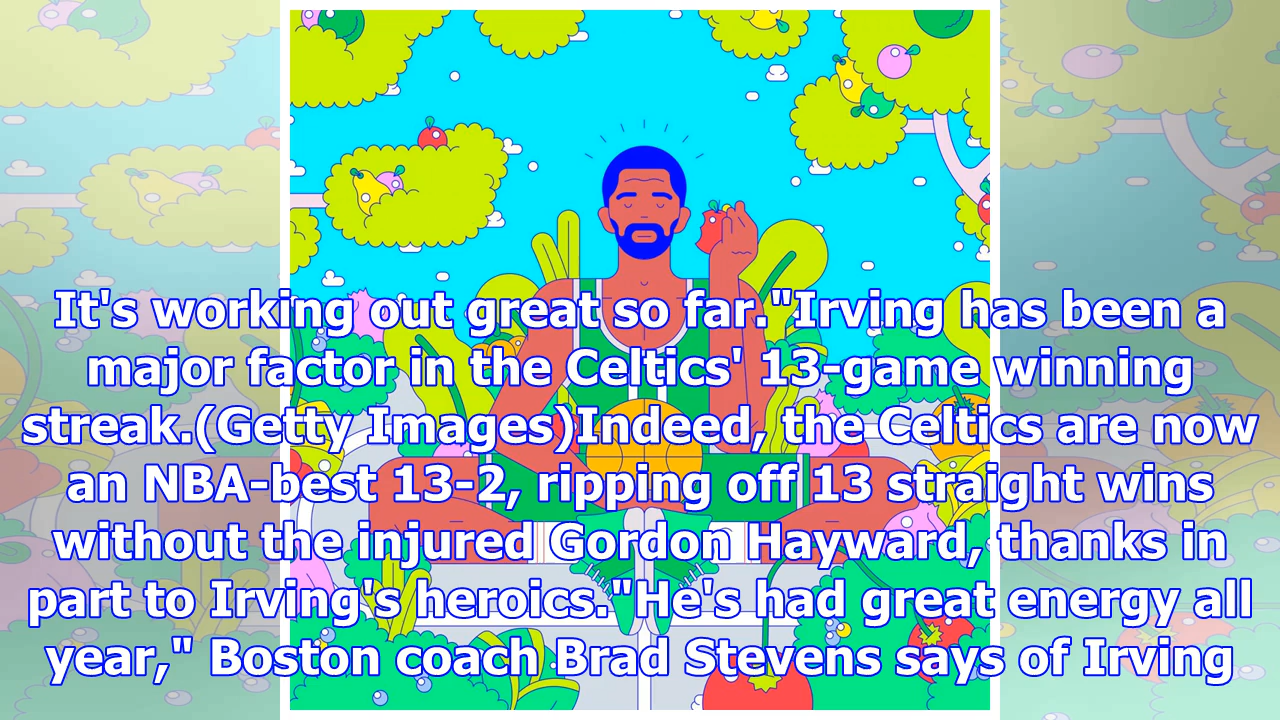 It's working out great so far."Irving has been a
major factor in the Celtics' 13-game winning
streak.(Getty Images)Indeed, the Celtics are now
an NBA-best 13-2, ripping off 13 straight wins
without the injured Gordon Hayward, thanks in
part to Irving's heroics."He's had great energy all
year," Boston coach Brad Stevens says of Irving